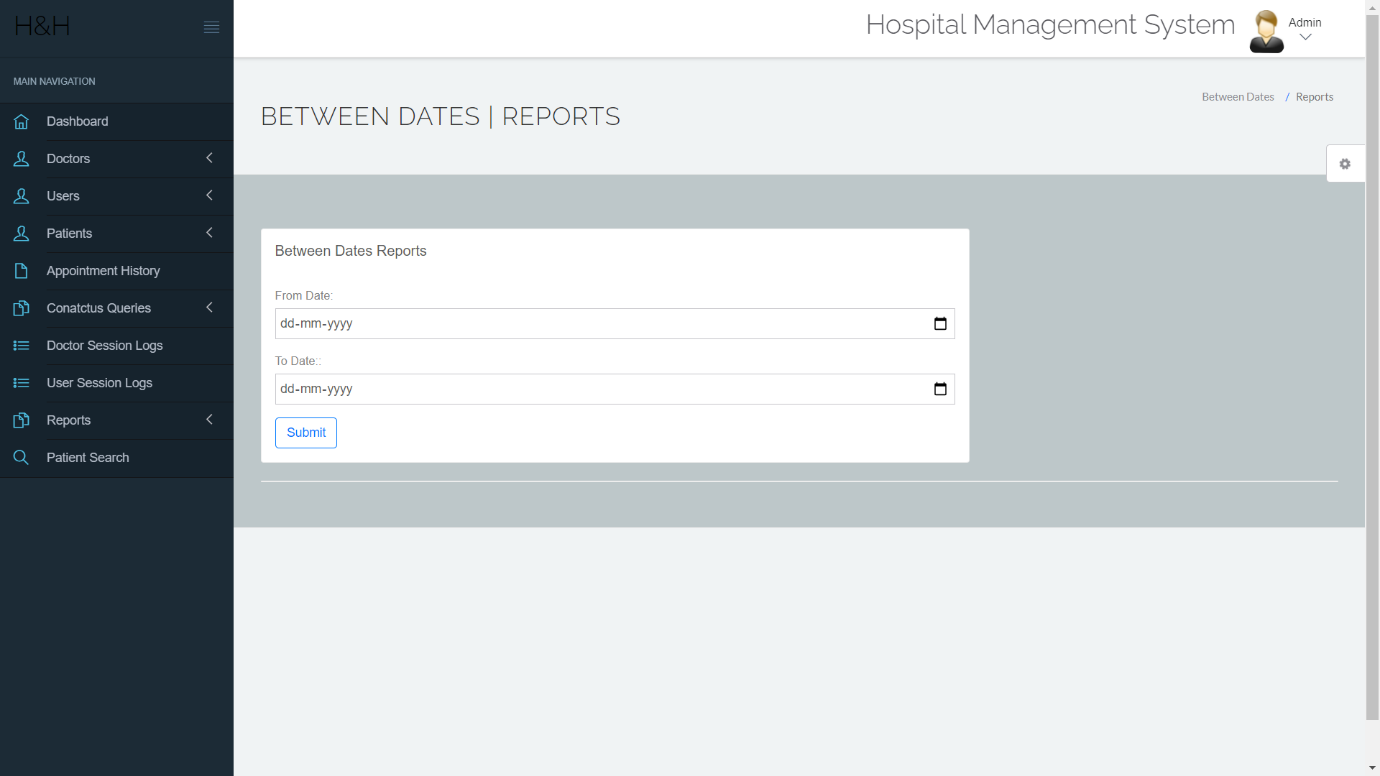 H&H
Hospital Management System
Admin
MAIN NAVIGATION
Dashboard
Doctors
Users
Patients
Appointment History
Conatctus Queries
Doctor Session Logs
User Session Logs
Reports
Patient Search
BETWEEN DATES | REPORTS
Between Dates / Reports
Between Dates Reports
From Date:
dd-mm-yyyy
To Date::
dd-mm-yyyy
Submit